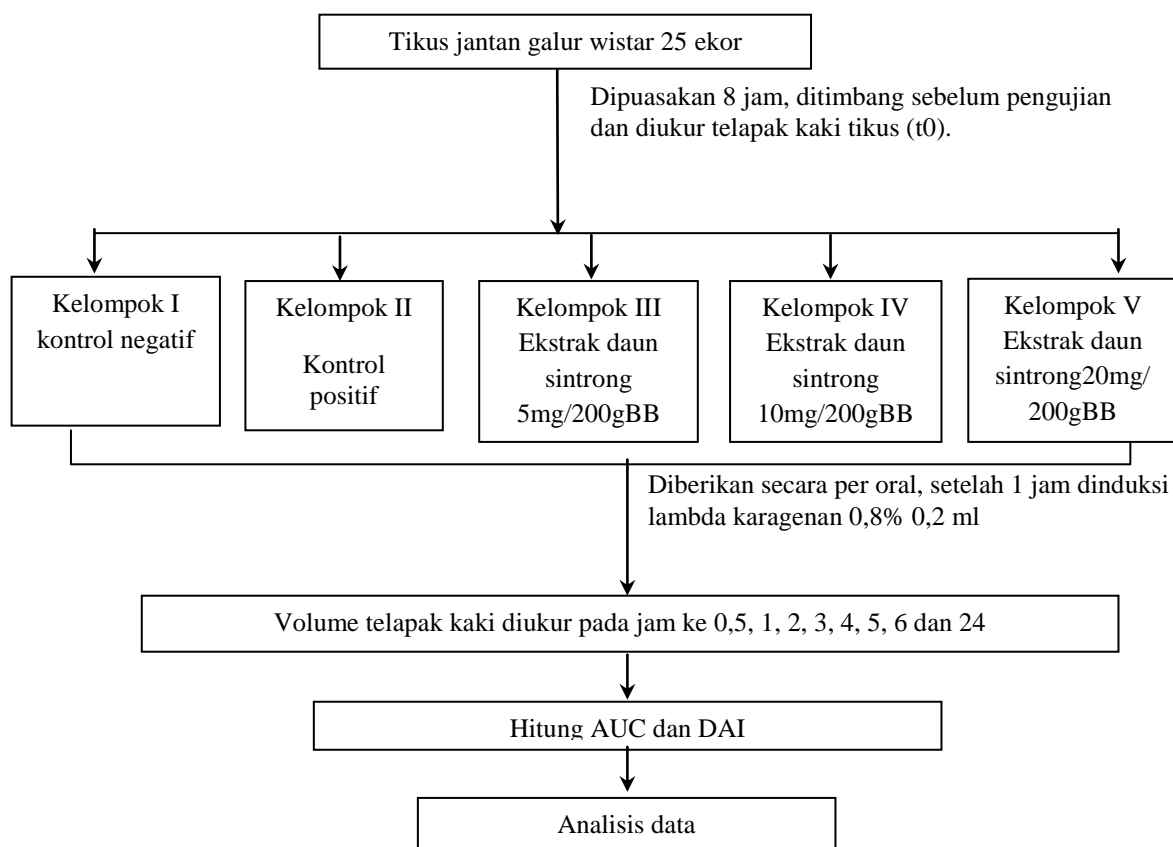 Tikus jantan galur wistar 25 ekor
Dipuasakan 8 jam, ditimbang sebelum pengujian
dan diukur telapak kaki tikus (t0).
Kelompok I
kontrol negatif
Kelompok II
Kontrol
positif
Kelompok III
Ekstrak daun
sintrong
5mg/200gBB
Kelompok IV
Ekstrak daun
sintrong
10mg/200gBB
Kelompok V
Ekstrak daun
sintrong20mg/
200gBB
Diberikan secara per oral, setelah 1 jam dinduksi
lambda karagenan 0,8% 0,2 ml
Volume telapak kaki diukur pada jam ke 0,5, 1, 2, 3, 4, 5, 6 dan 24
Hitung AUC dan DAI
Analisis data